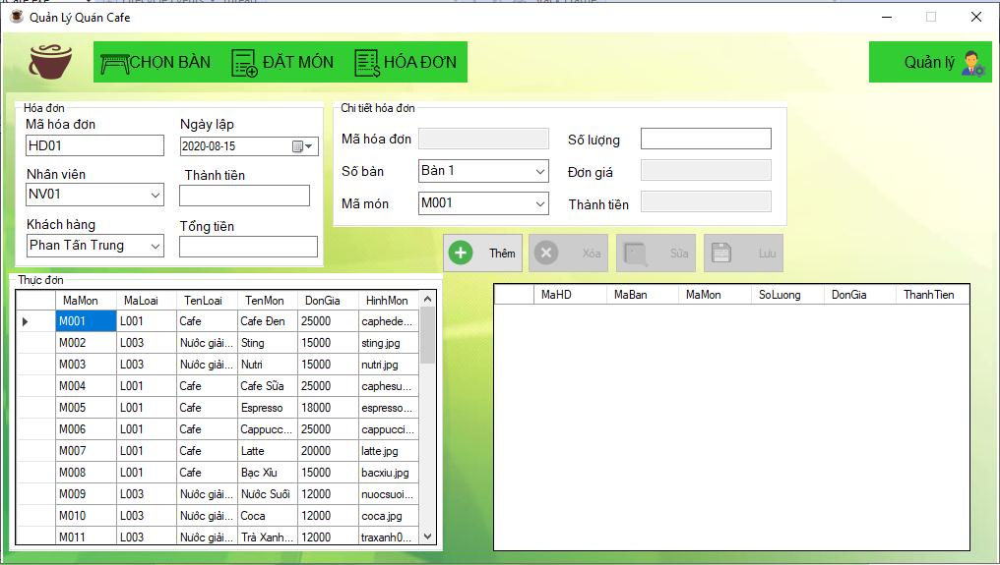 Quản Lý Quán Cafe
CHỌN BÀN ĐẶT MÓN HÓA ĐƠN Quản lý
Hóa đơn
Mã hóa đơn Ngày lập
HD01 2020-08-15
Nhân viên Thành tiền
NV01
Khách hàng Tổng tiền
Phan Tấn Trung
Chi tiết hóa đơn
Mã hóa đơn Số lượng
Số bàn Bàn 1 Đơn giá
Mã món M001 Thành tiền
Thêm Xóa Sửa Lưu
Thực đơn
MaMon MaLoai TenLoai TenMon DonGia HinhMon
M001 L001 Cafe Cafe Đen 25000 caphede...
M002 L003 Nước giải... Sting 15000 sting.jpg
M003 L003 Nước giải... Nutri 15000 nutri.jpg
M004 L001 Cafe Cafe Sữa 25000 caphesu...
M005 L001 Cafe Espresso 18000 espresso...
M006 L001 Cafe Cappucc... 25000 cappucci...
M007 L001 Cafe Latte 20000 latte.jpg
M008 L001 Cafe Bạc Xỉu 15000 bacxiu.jpg
M009 L003 Nước giải... Nước Suối 12000 nuocsuoi...
M010 L003 Nước giải... Coca 12000 coca.jpg
M011 L003 Nước giải... Trà Xanh... 12000 traxanh0...
MaHD MaBan MaMon SoLuong DonGia ThanhTien